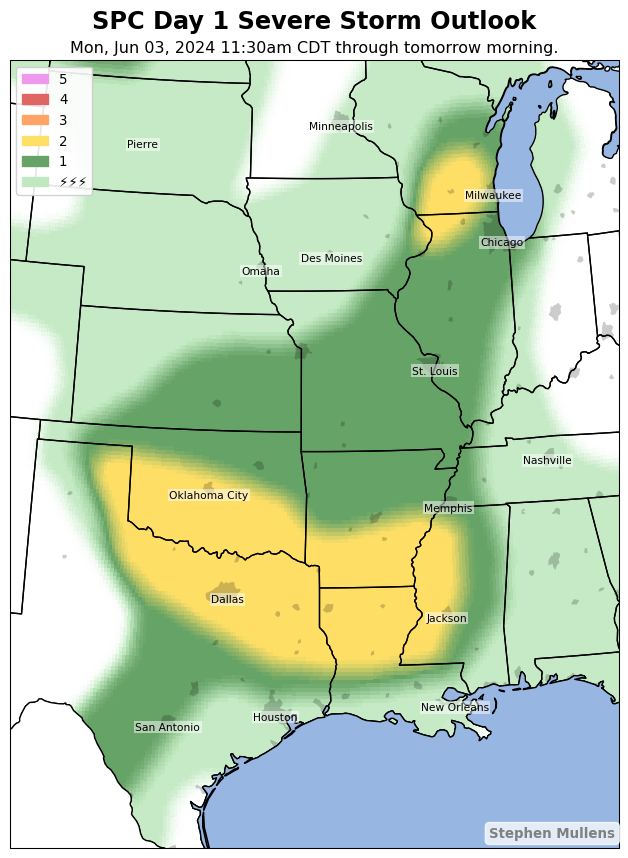 SPC Day 1 Severe Storm Outlook
Mon, Jun 03, 2024 11:30am CDT through tomorrow morning.
5
4
3
2
1
⚡⚡⚡
Minneapolis
Pierre
Milwaukee
Chicago
Des Moines
Omaha
St. Louis
Nashville
Oklahoma City
Memphis
Dallas
Jackson
New Orleans
Houston
San Antonio
Stephen Mullens